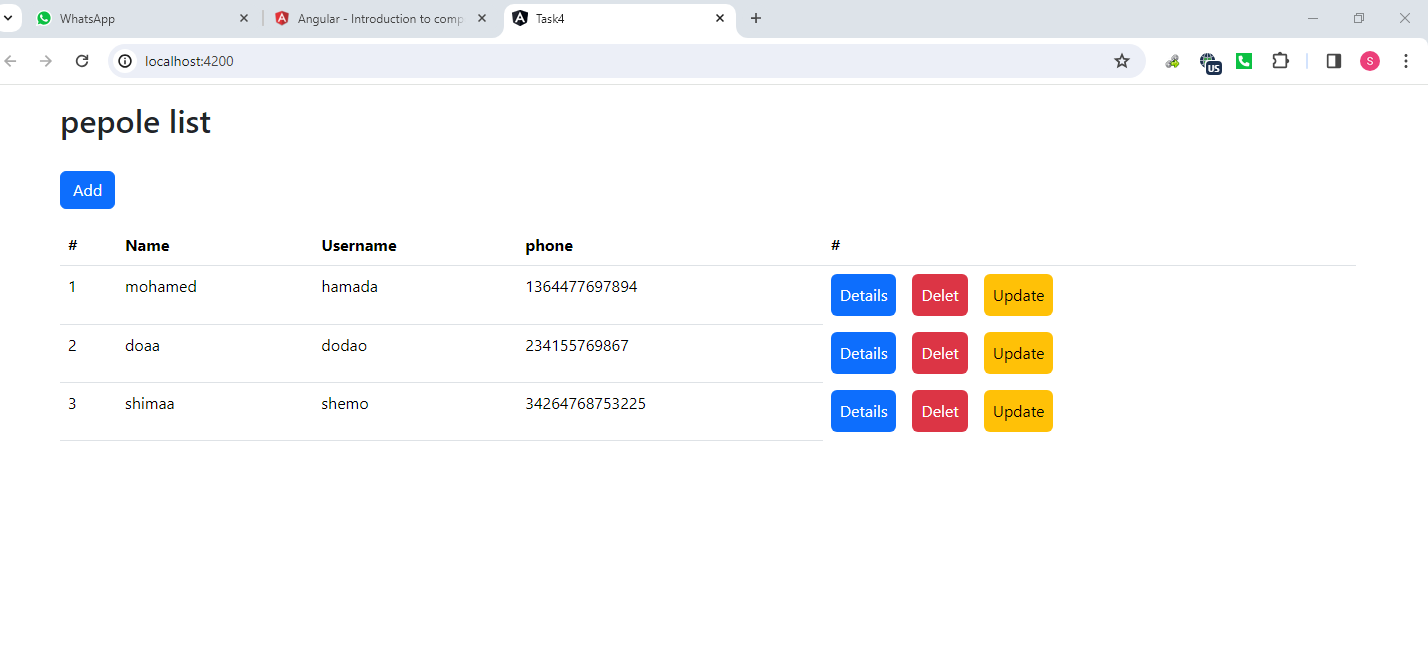 WhatsApp
Angular - Introduction to comp
Task4
localhost:4200
US
S
pepole list
Add
# Name Username phone #
1 mohamed hamada 1364477697894 Details Delet Update
2 doaa dodao 234155769867 Details Delet Update
3 shimaa shemo 34264768753225 Details Delet Update